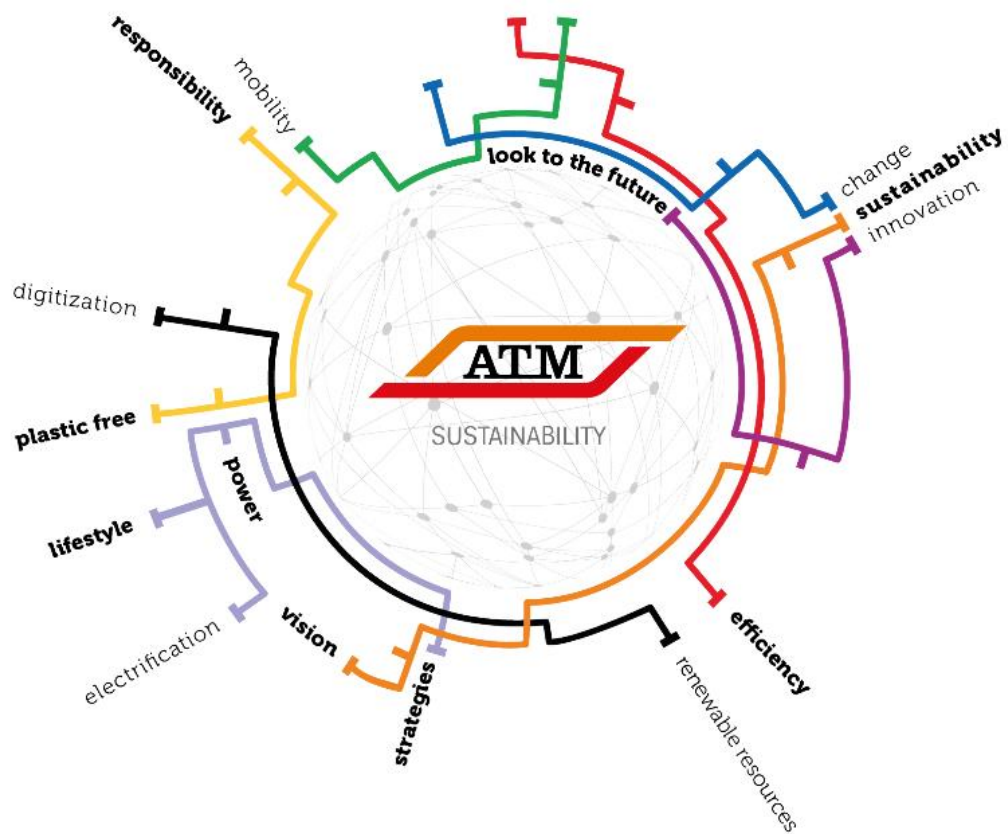 responsibility
mobility
look to the future
change
sustainability
innovation
digitization
ATM
SUSTAINABILITY
plastic free
power
lifestyle
electrification
vision
strategies
efficiency
renewable resources